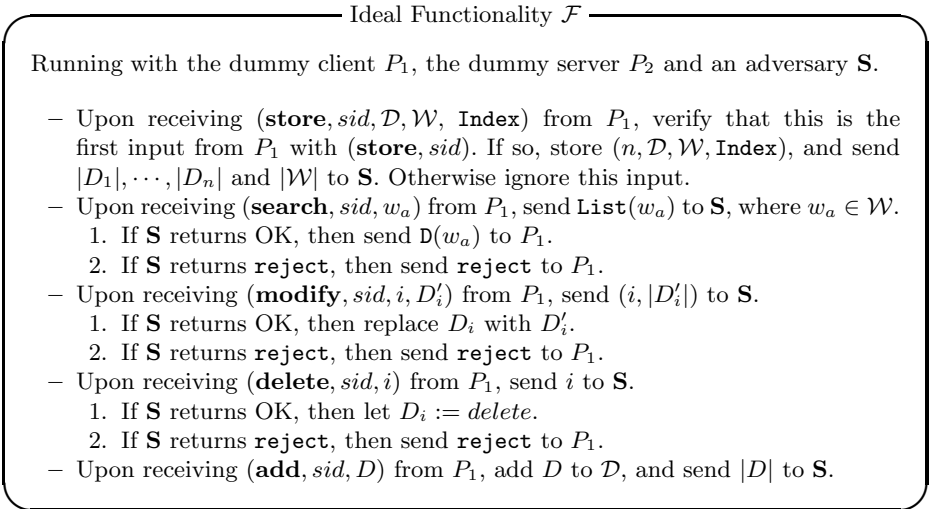 Ideal Functionality 𝓕
Running with the dummy client P₁, the dummy server P₂ and an adversary S.
– Upon receiving (store, sid, 𝒟, 𝒲, Index) from P₁, verify that this is the
first input from P₁ with (store, sid). If so, store (n, 𝒟, 𝒲, Index), and send
|D₁|, ⋯, |Dₙ| and |𝒲| to S. Otherwise ignore this input.
– Upon receiving (search, sid, wₐ) from P₁, send List(wₐ) to S, where wₐ ∈ 𝒲.
1. If S returns OK, then send D(wₐ) to P₁.
2. If S returns reject, then send reject to P₁.
– Upon receiving (modify, sid, i, D′ᵢ) from P₁, send (i, |D′ᵢ|) to S.
1. If S returns OK, then replace Dᵢ with D′ᵢ.
2. If S returns reject, then send reject to P₁.
– Upon receiving (delete, sid, i) from P₁, send i to S.
1. If S returns OK, then let Dᵢ := delete.
2. If S returns reject, then send reject to P₁.
– Upon receiving (add, sid, D) from P₁, add D to 𝒟, and send |D| to S.